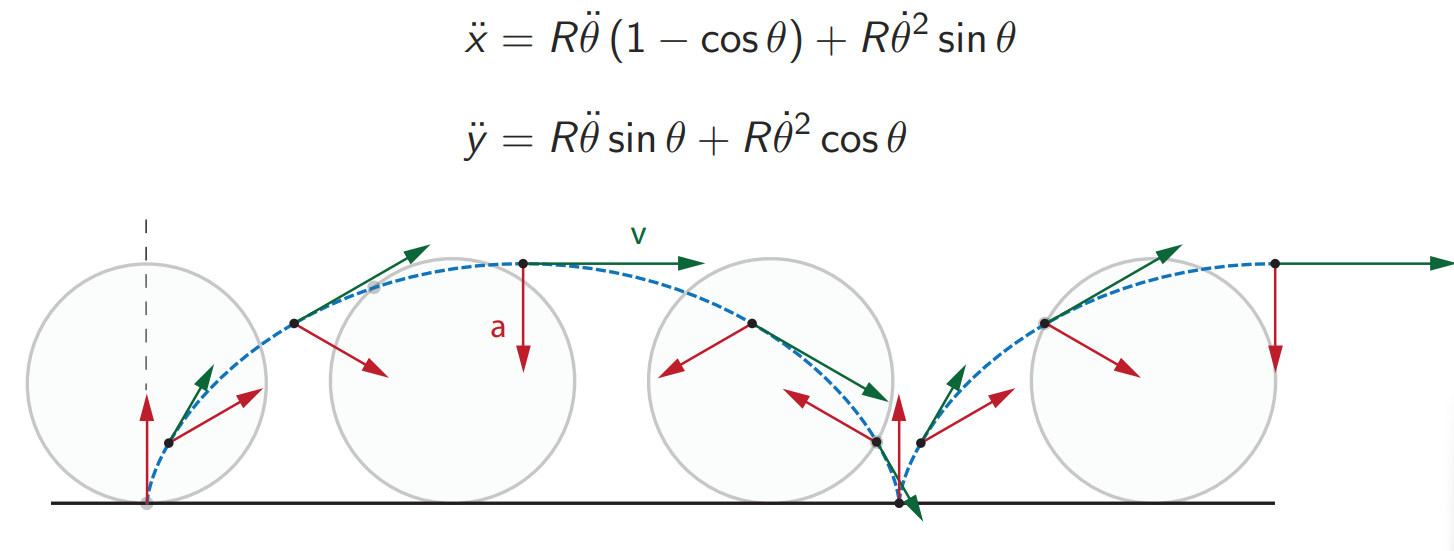 ẍ = Rθ̈ (1 − cos θ) + Rθ̇² sin θ
ÿ = Rθ̈ sin θ + Rθ̇² cos θ
v
a